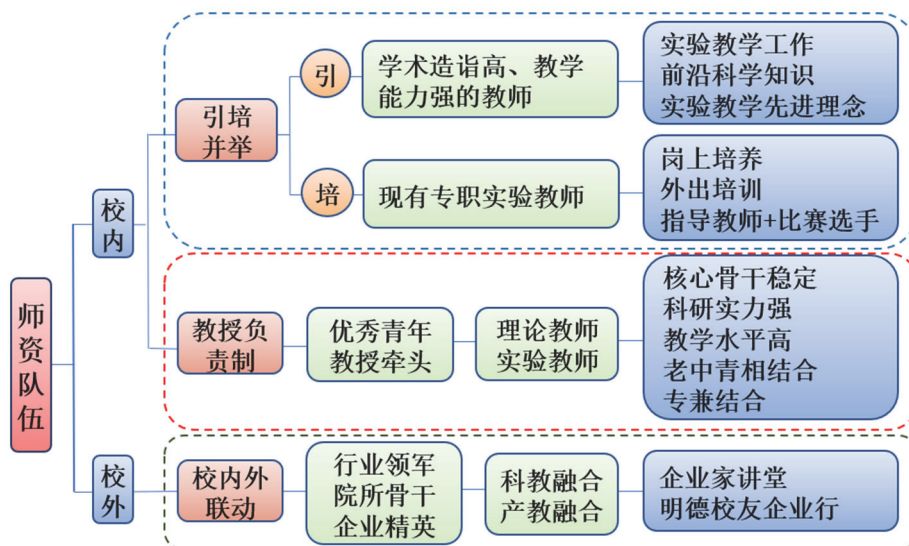 师资队伍
校内
引培
并举
引
学术造诣高、教学
能力强的教师
实验教学工作
前沿科学知识
实验教学先进理念
培
现有专职实验教师
岗上培养
外出培训
指导教师+比赛选手
教授负
责制
优秀青年
教授牵头
理论教师
实验教师
核心骨干稳定
科研实力强
教学水平高
老中青相结合
专兼结合
校外
校内外
联动
行业领军
院所骨干
企业精英
科教融合
产教融合
企业家讲堂
明德校友企业行